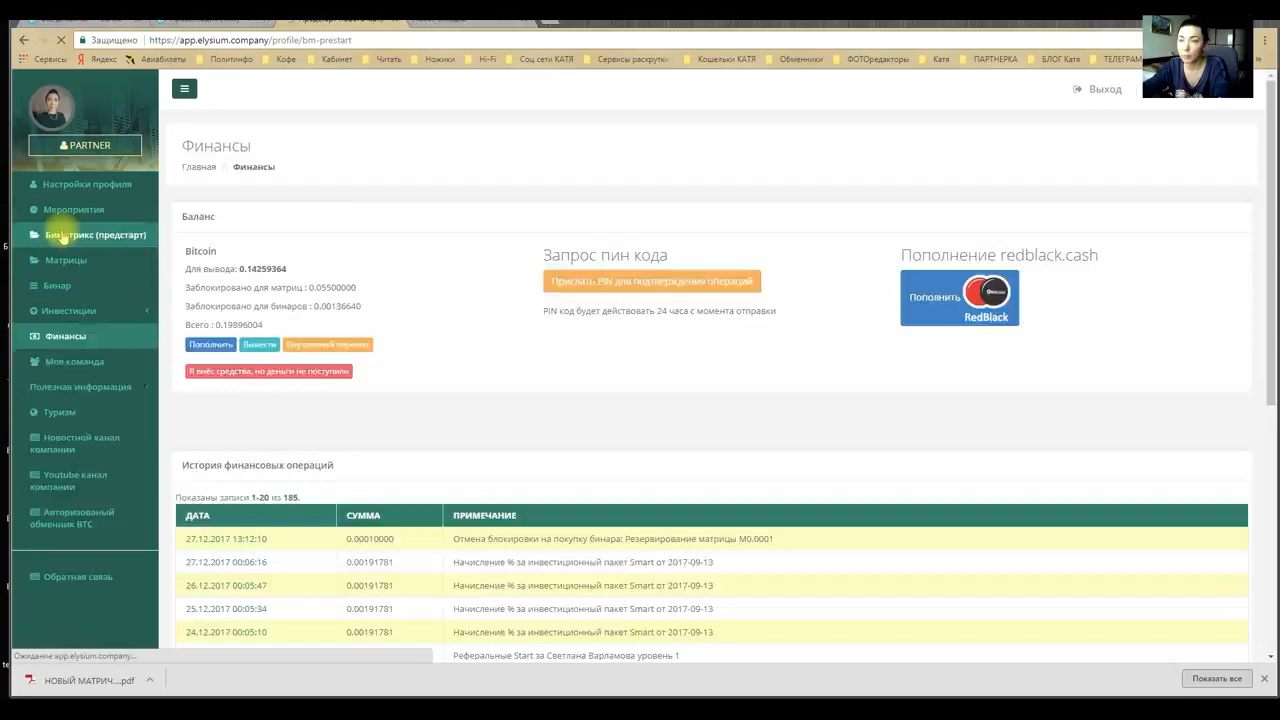 Защищено
https://app.elysium.company/profile/bm-prestart
Сервисы
Яндекс
Авиабилеты
Политинфо
Кофе
Кабинет
Читать
Ножики
Hi-Fi
Соц сети КАТЯ
Сервисы раскрутки
Кошельки КАТЯ
Обменники
ФОТОредакторы
Катя
ПАРТНЕРКА
БЛОГ Катя
ТЕЛЕГРАМ
PARTNER
Настройки профиля
Мероприятия
(предстарт)
Матрицы
Бинар
Инвестиции
Финансы
Моя команда
Полезная информация
Туризм
Новостной канал
компании
Youtube канал
компании
Авторизованый
обменник BTC
Обратная связь
Выход
Финансы
Главная / Финансы
Баланс
Bitcoin
Для вывода: 0.14259364
Заблокировано для матриц : 0.05500000
Заблокировано для бинаров : 0.00136640
Всего : 0.19896004
Пополнить
Вывести
Внутренний перевод
Я внёс средства, но деньги не поступили
Запрос пин кода
Прислать PIN для подтверждения операций
PIN код будет действовать 24 часа с момента отправки
Пополнение redblack.cash
Пополнить
RedBlack
История финансовых операций
Показаны записи 1-20 из 185.
ДАТА СУММА ПРИМЕЧАНИЕ
27.12.2017 13:12:10 0.00010000 Отмена блокировки на покупку бинара: Резервирование матрицы M0.0001
27.12.2017 00:06:16 0.00191781 Начисление % за инвестиционный пакет Smart от 2017-09-13
26.12.2017 00:05:47 0.00191781 Начисление % за инвестиционный пакет Smart от 2017-09-13
25.12.2017 00:05:34 0.00191781 Начисление % за инвестиционный пакет Smart от 2017-09-13
24.12.2017 00:05:10 0.00191781 Начисление % за инвестиционный пакет Smart от 2017-09-13
Реферальные Start за Светлана Варламова уровень 1
Ожидание app.elysium.company...
НОВЫЙ МАТРИЧ....pdf
Показать все